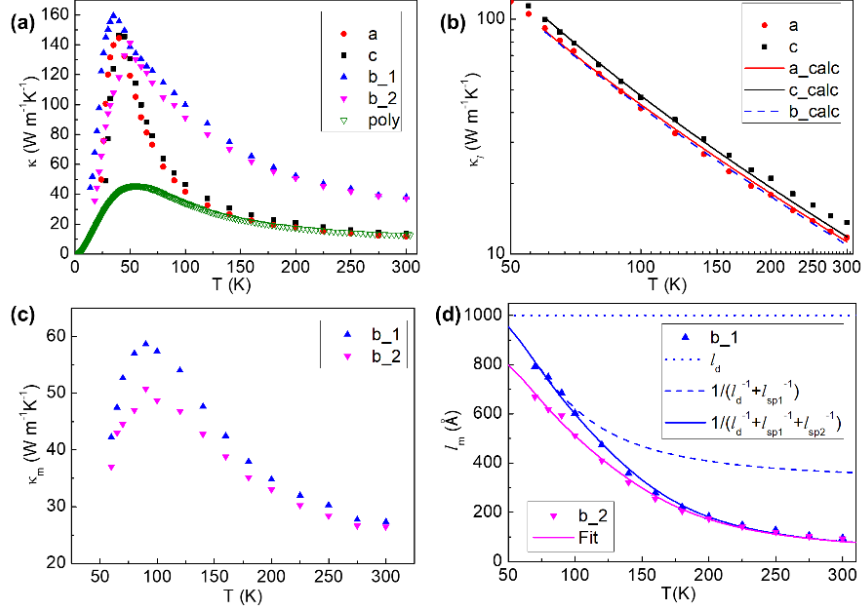 (a)
160
140
120
100
80
60
40
20
0
κ (W m⁻¹K⁻¹)
a
c
b_1
b_2
poly
0 50 100 150 200 250 300
T (K)
(b)
100
10
κ_l (W m⁻¹K⁻¹)
a
c
a_calc
c_calc
b_calc
50 100 150 200 250 300
T (K)
(c)
60
50
40
30
20
κ_m (W m⁻¹K⁻¹)
b_1
b_2
50 100 150 200 250 300
T (K)
(d)
1000
800
600
400
200
0
l_m (Å)
b_1
l_d
1/(l_d⁻¹+l_sp1⁻¹)
1/(l_d⁻¹+l_sp1⁻¹+l_sp2⁻¹)
b_2
Fit
50 100 150 200 250 300
T(K)